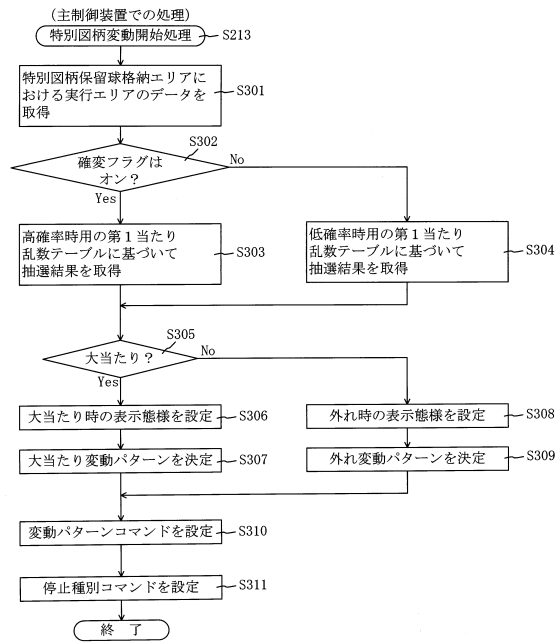 (主制御装置での処理)
特別図柄変動開始処理
S213
特別図柄保留球格納エリアに
おける実行エリアのデータを
取得
S301
S302
確変フラグは
オン？
No
Yes
高確率時用の第１当たり
乱数テーブルに基づいて
抽選結果を取得
S303
低確率時用の第１当たり
乱数テーブルに基づいて
抽選結果を取得
S304
S305
大当たり？
No
Yes
大当たり時の表示態様を設定
S306
外れ時の表示態様を設定
S308
大当たり変動パターンを決定
S307
外れ変動パターンを決定
S309
変動パターンコマンドを設定
S310
停止種別コマンドを設定
S311
終 了